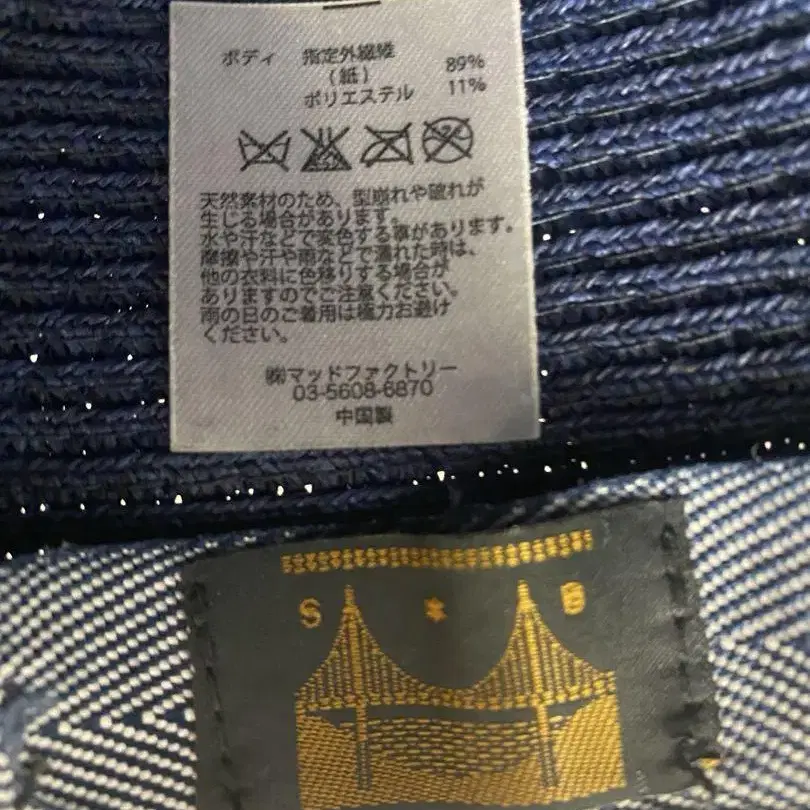 ボディ 指定外繊維 89%
（紙）
ポリエステル 11%
天然素材のため、型崩れや破れが
生じる場合があります。
水や汗などで変色する事があります。
摩擦や汗や雨などで濡れた時は、
他の衣料に色移りする場合が
ありますのでご注意ください。
雨の日のご着用は極力お避け
ください。
㈱マッドファクトリー
03-5608-6870
中国製
S * B